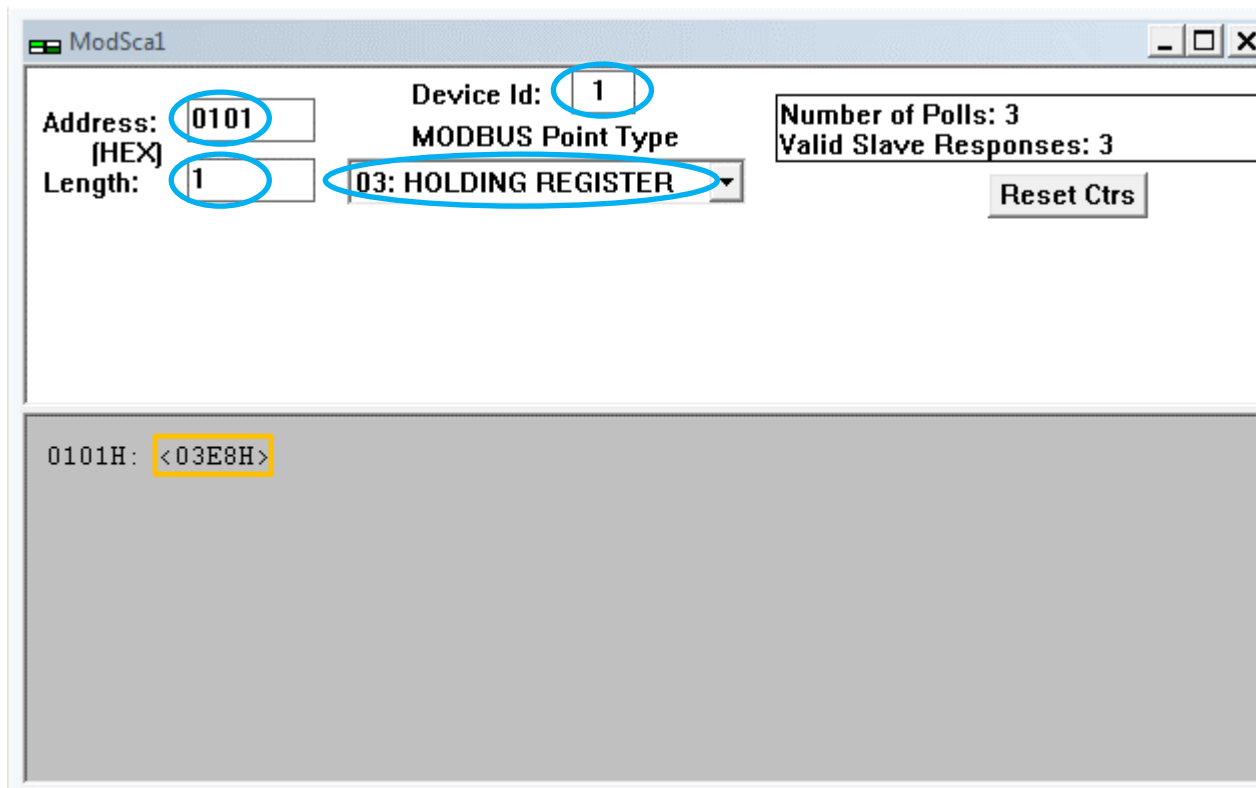 ModSca1
Address: 0101
(HEX)
Length: 1
Device Id: 1
MODBUS Point Type
03: HOLDING REGISTER
Number of Polls: 3
Valid Slave Responses: 3
Reset Ctrs
0101H: <03E8H>